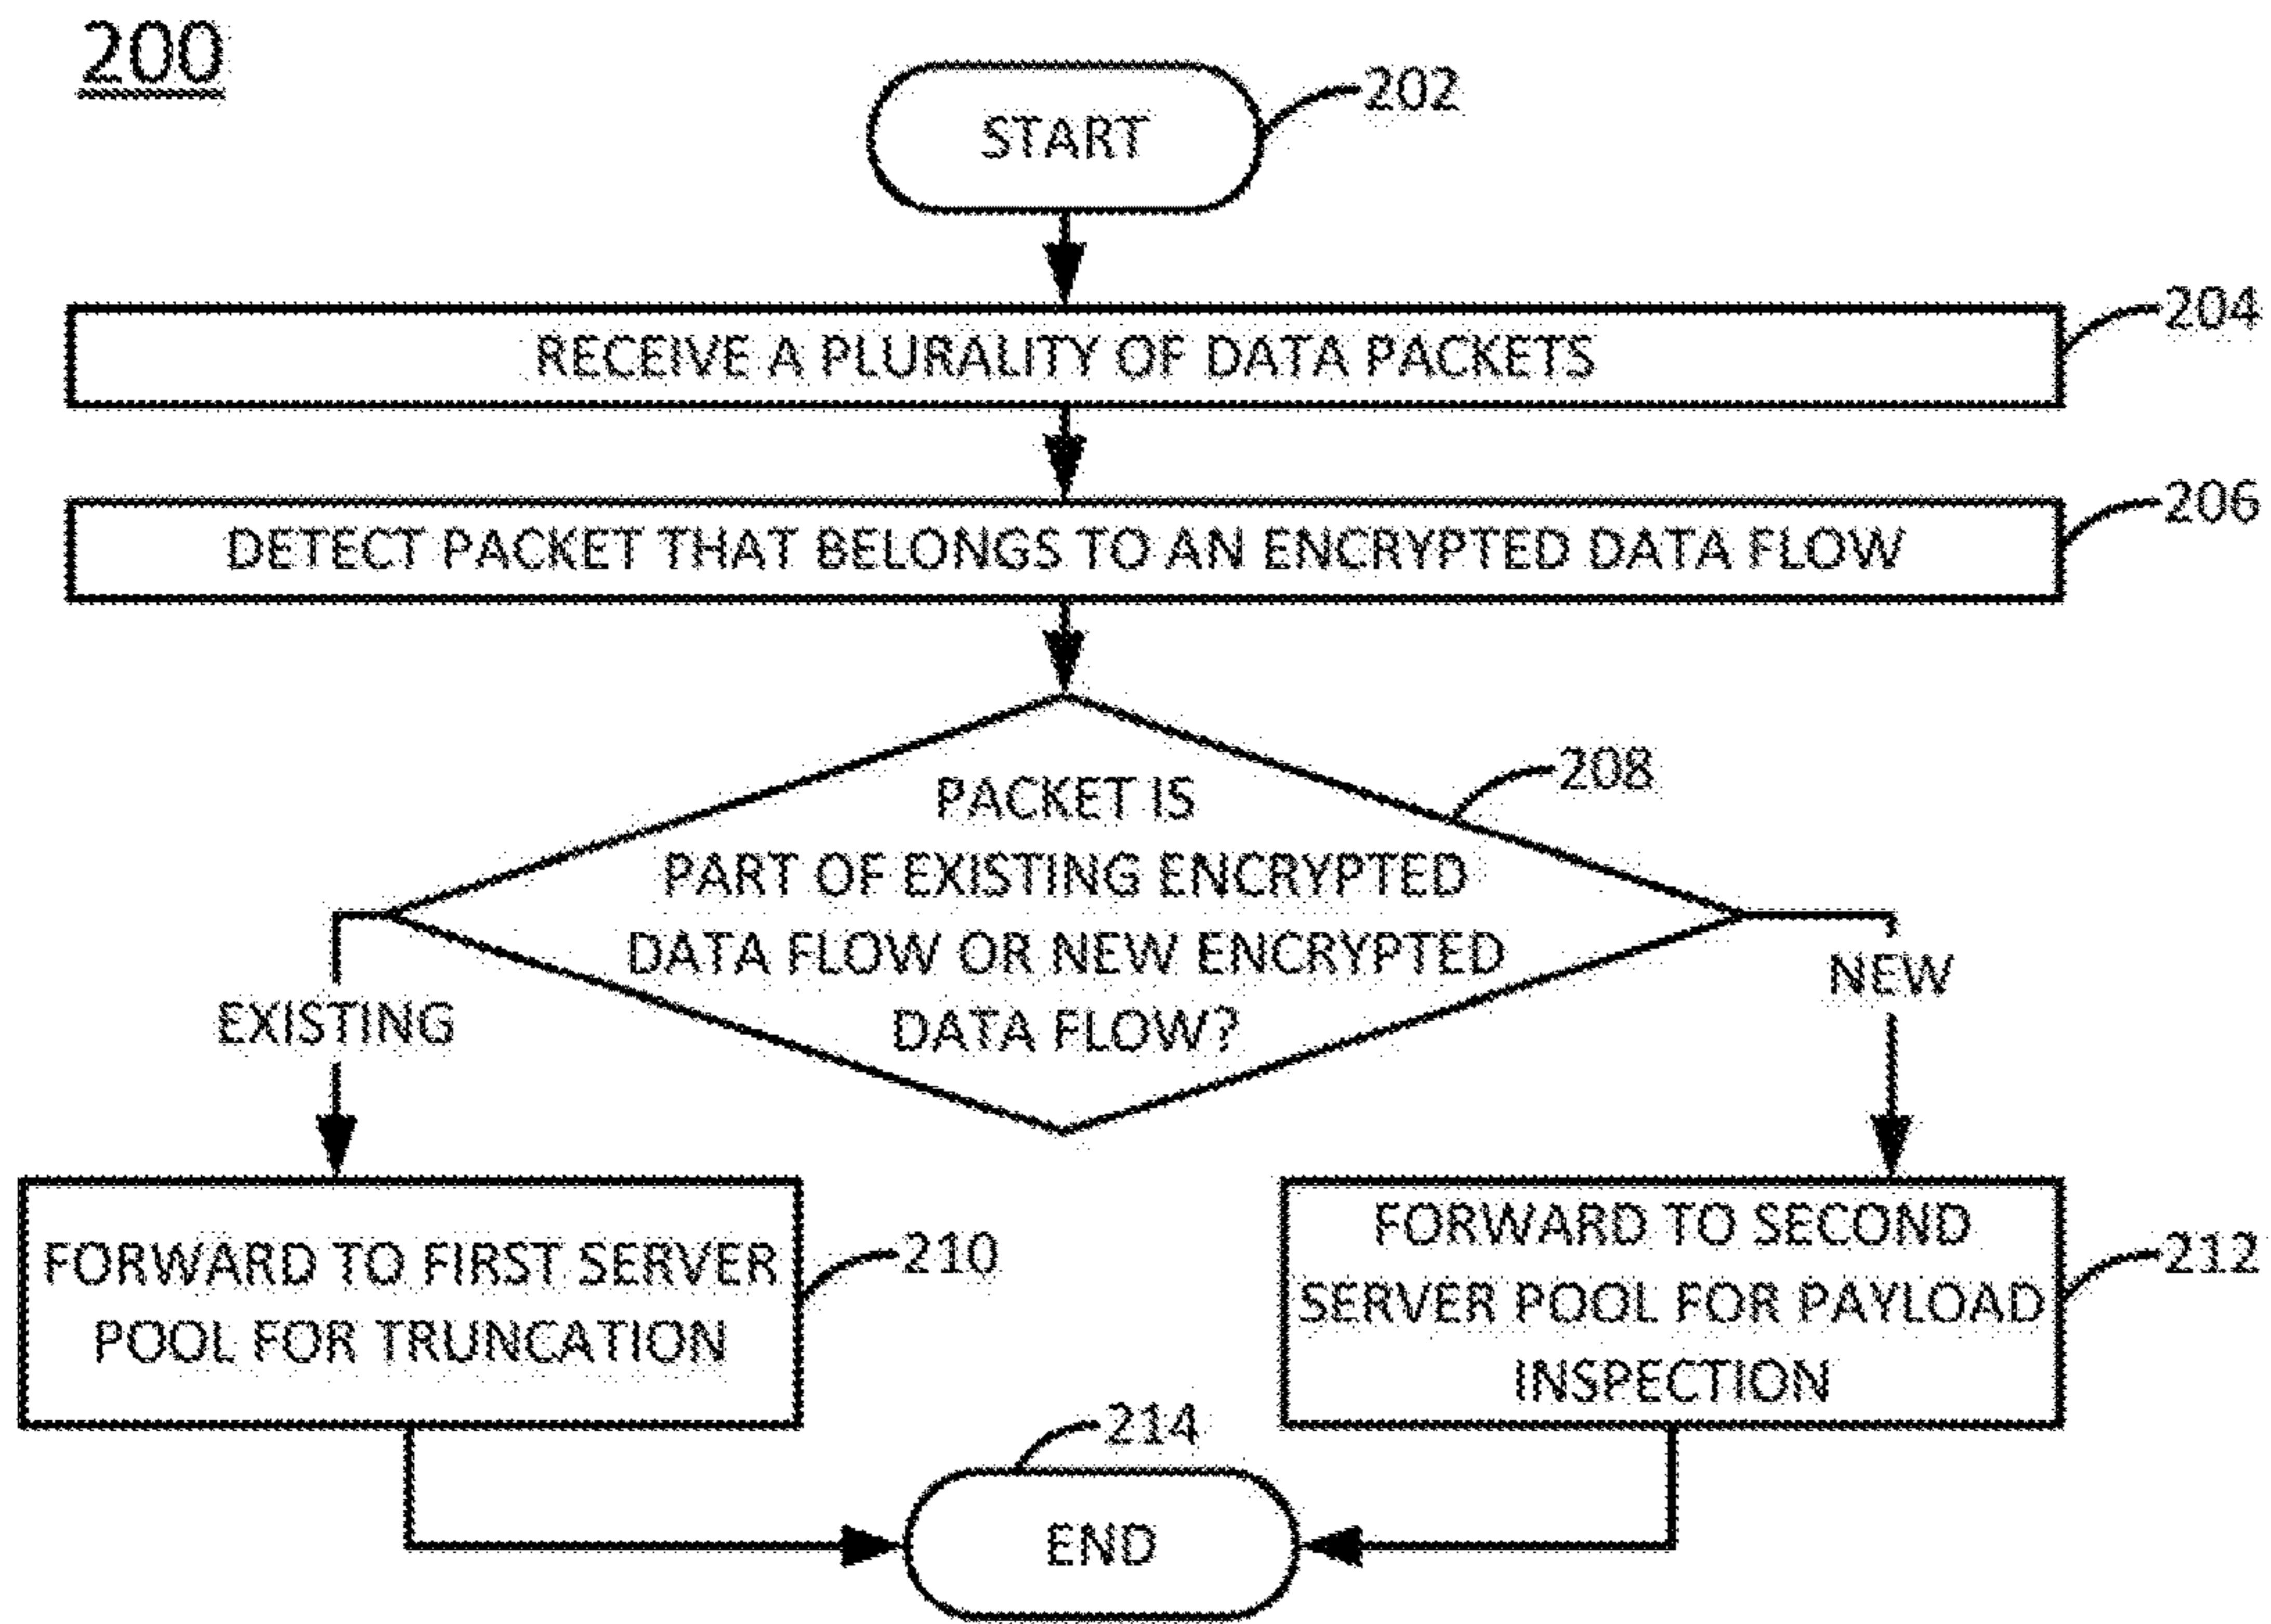 200
START
202
RECEIVE A PLURALITY OF DATA PACKETS
204
DETECT PACKET THAT BELONGS TO AN ENCRYPTED DATA FLOW
206
PACKET IS
PART OF EXISTING ENCRYPTED
DATA FLOW OR NEW ENCRYPTED
DATA FLOW?
208
EXISTING
NEW
FORWARD TO FIRST SERVER
POOL FOR TRUNCATION
210
FORWARD TO SECOND
SERVER POOL FOR PAYLOAD
INSPECTION
212
214
END